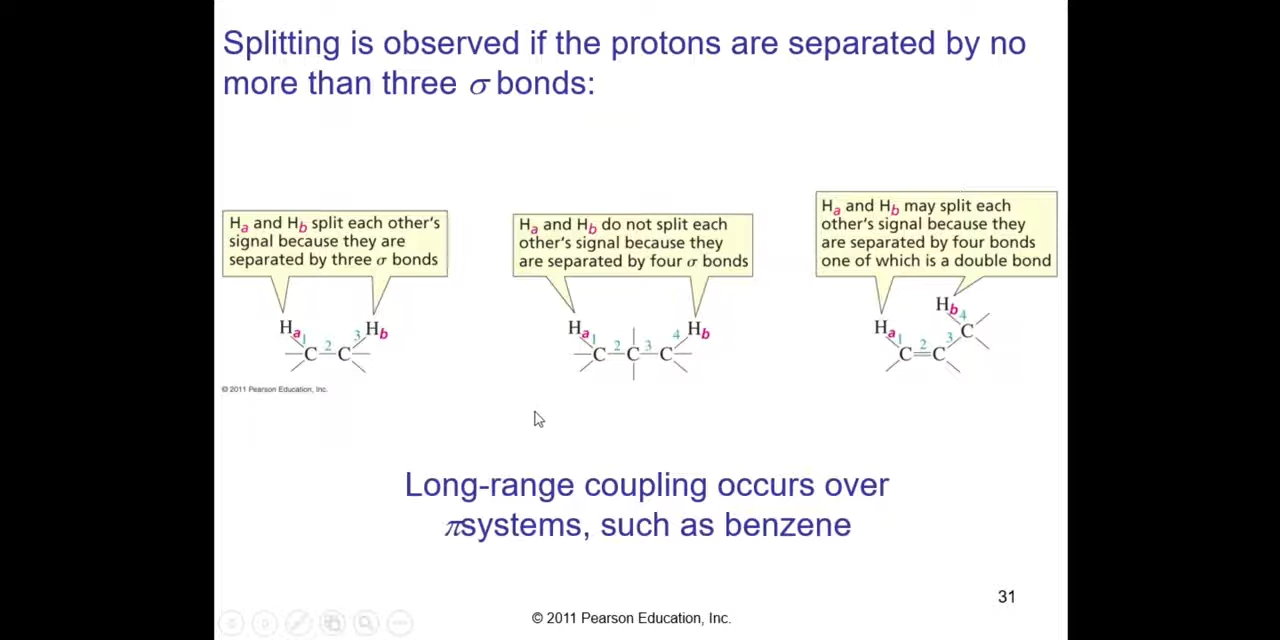 Splitting is observed if the protons are separated by no
more than three σ bonds:
Ha and Hb split each other's
signal because they are
separated by three σ bonds
Ha and Hb do not split each
other's signal because they
are separated by four σ bonds
Ha and Hb may split each
other's signal because they
are separated by four bonds
one of which is a double bond
Ha 1 C 2 C 3 Hb
Ha 1 C 2 C 3 C 4 Hb
Ha 1 C 2 C 3 C 4 Hb
© 2011 Pearson Education, Inc.
Long-range coupling occurs over
πsystems, such as benzene
31
© 2011 Pearson Education, Inc.